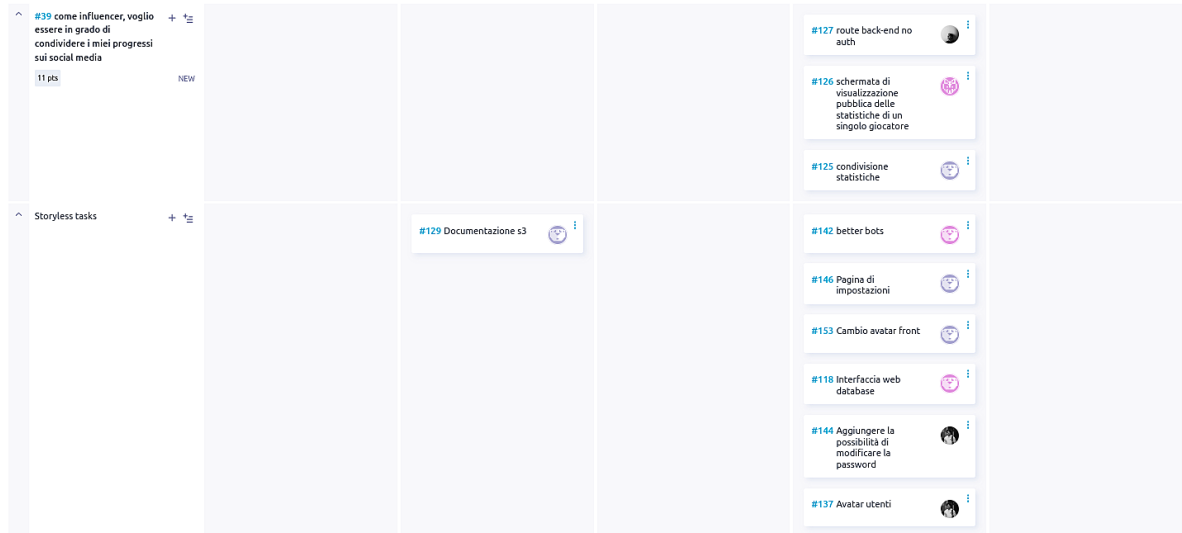 #39 come influencer, voglio
essere in grado di
condividere i miei progressi
sui social media
11 pts
NEW
#127 route back-end no
auth
#126 schermata di
visualizzazione
pubblica delle
statistiche di un
singolo giocatore
#125 condivisione
statistiche
Storyless tasks
#129 Documentazione s3
#142 better bots
#146 Pagina di
impostazioni
#153 Cambio avatar front
#118 Interfaccia web
database
#144 Aggiungere la
possibilità di
modificare la
password
#137 Avatar utenti